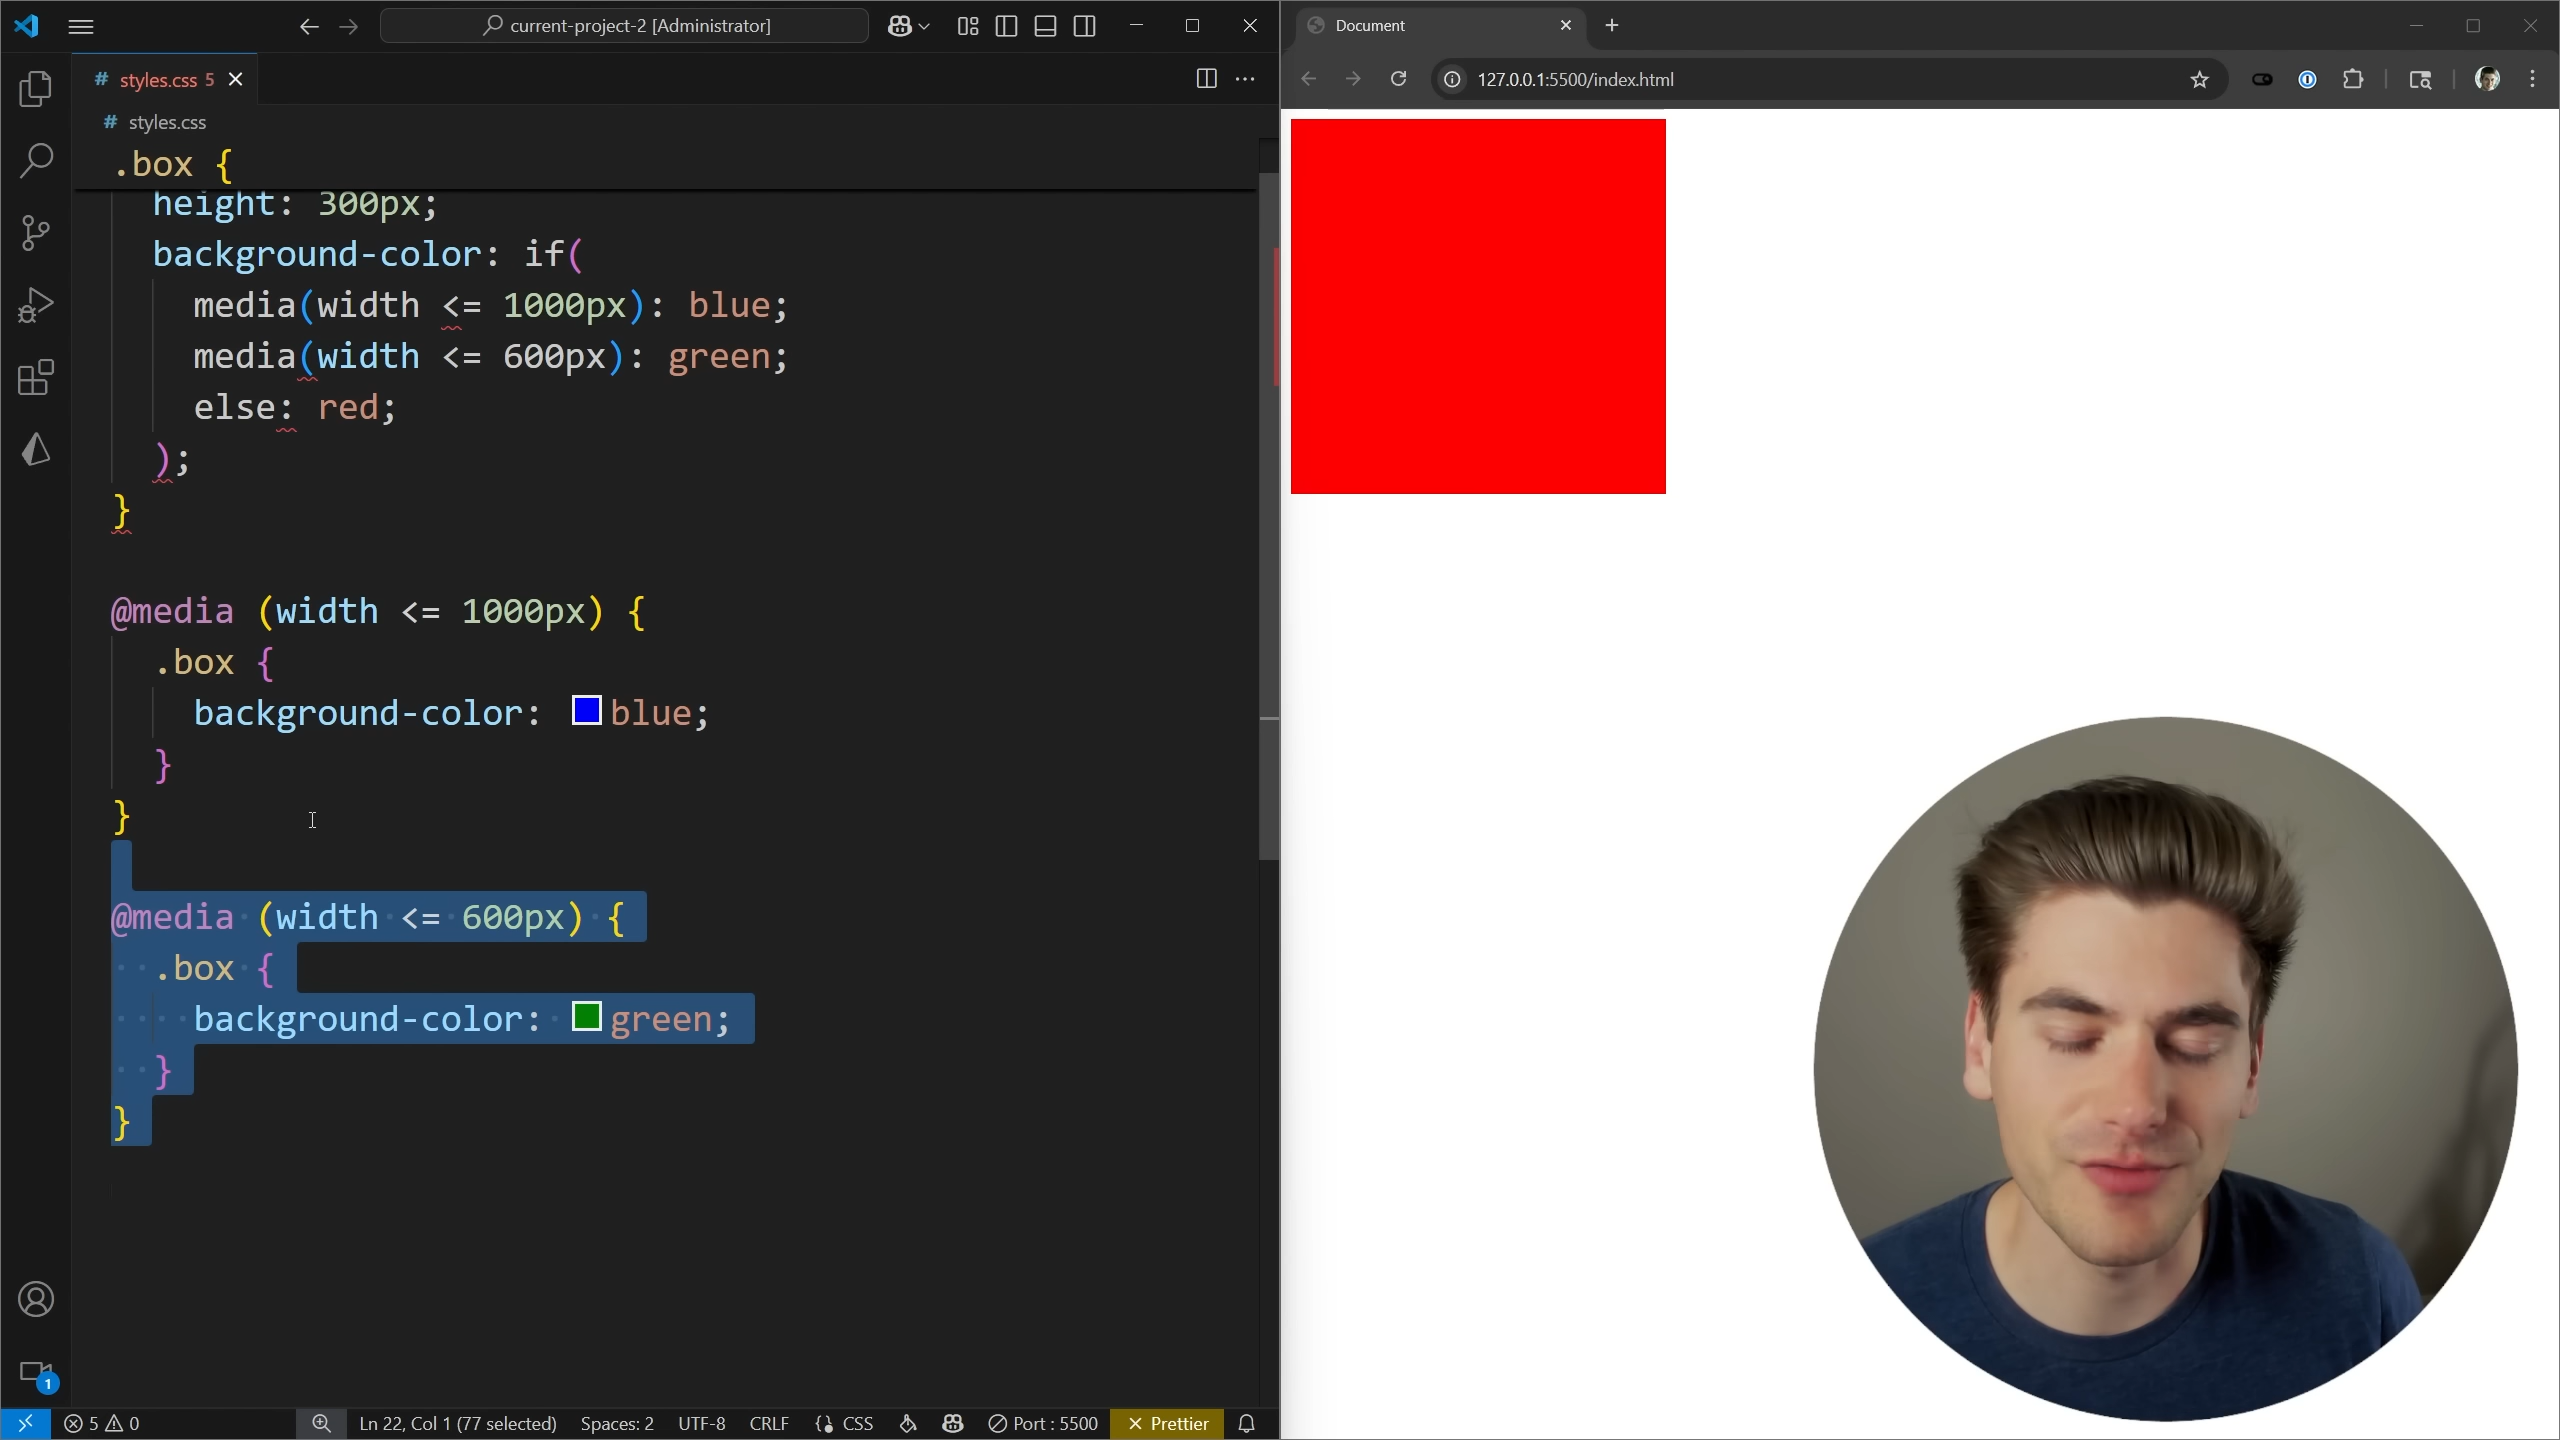 current-project-2 [Administrator]
# styles.css 5
# styles.css
.box {
height: 300px;
background-color: if(
media(width <= 1000px): blue;
media(width <= 600px): green;
else: red;
);
}
@media (width <= 1000px) {
.box {
background-color: blue;
}
}
@media (width <= 600px) {
.box {
background-color: green;
}
}
1
5 0
Ln 22, Col 1 (77 selected)
Spaces: 2
UTF-8
CRLF
{} CSS
Port : 5500
Prettier
Document
127.0.0.1:5500/index.html